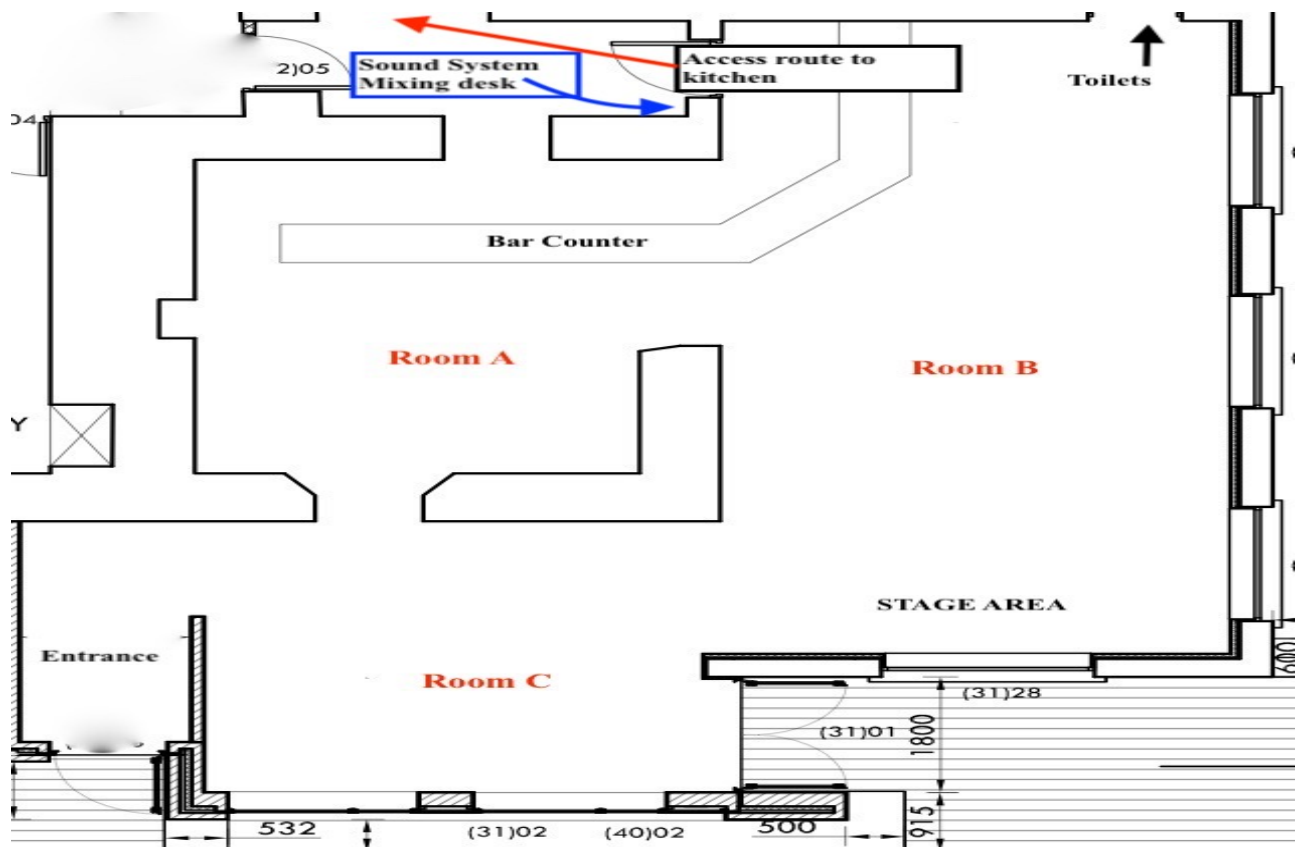 2)05
Sound System
Mixing desk
Access route to
kitchen
Toilets
04
Bar Counter
Room A
Room B
Y
STAGE AREA
Entrance
Room C
(31)28
(31)01
1800
600
532
(31)02
(40)02
500
915